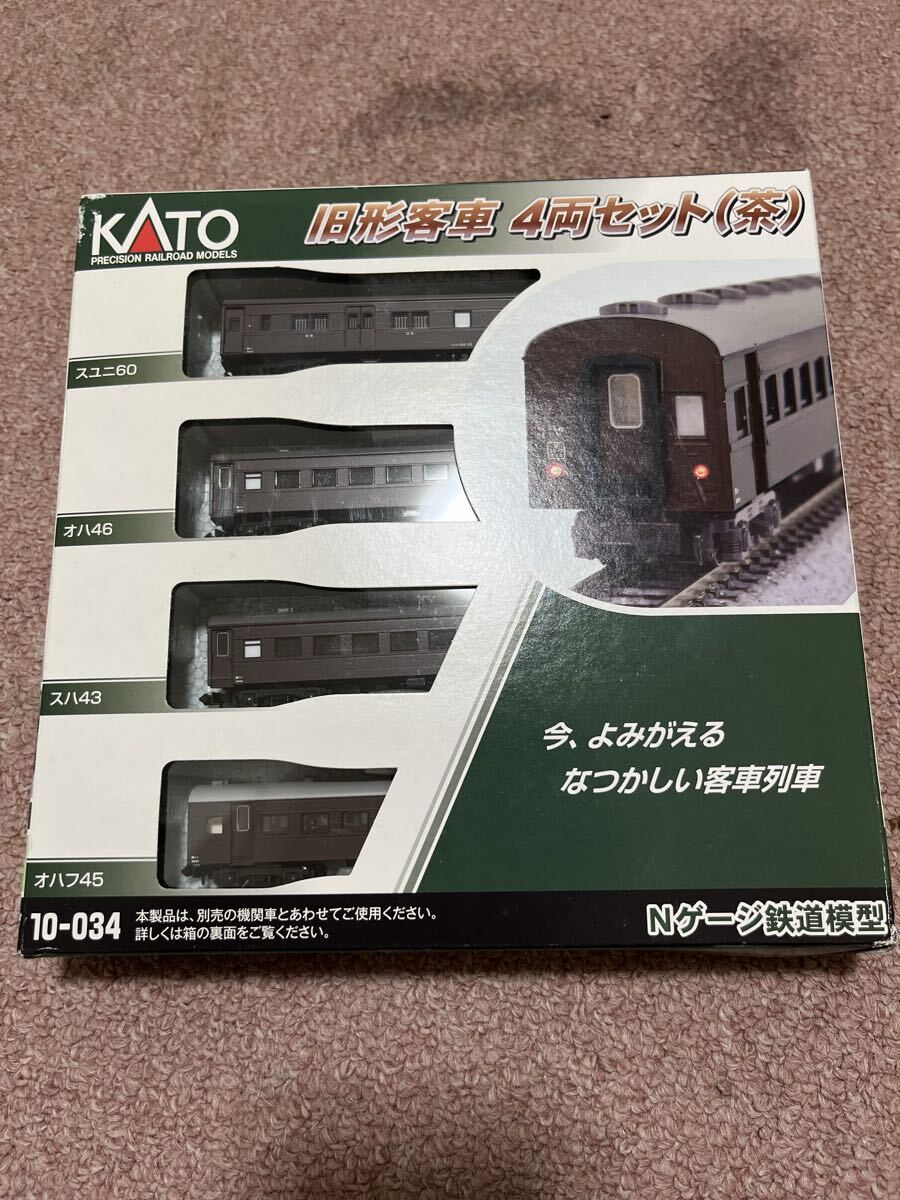 KATO
PRECISION RAILROAD MODELS
旧形客車 4両セット(茶)
スユニ60
オハ46
スハ43
オハフ45
今、よみがえる
なつかしい客車列車
10-034
本製品は、別売の機関車とあわせてご使用ください。
詳しくは箱の裏面をご覧ください。
Nゲージ鉄道模型